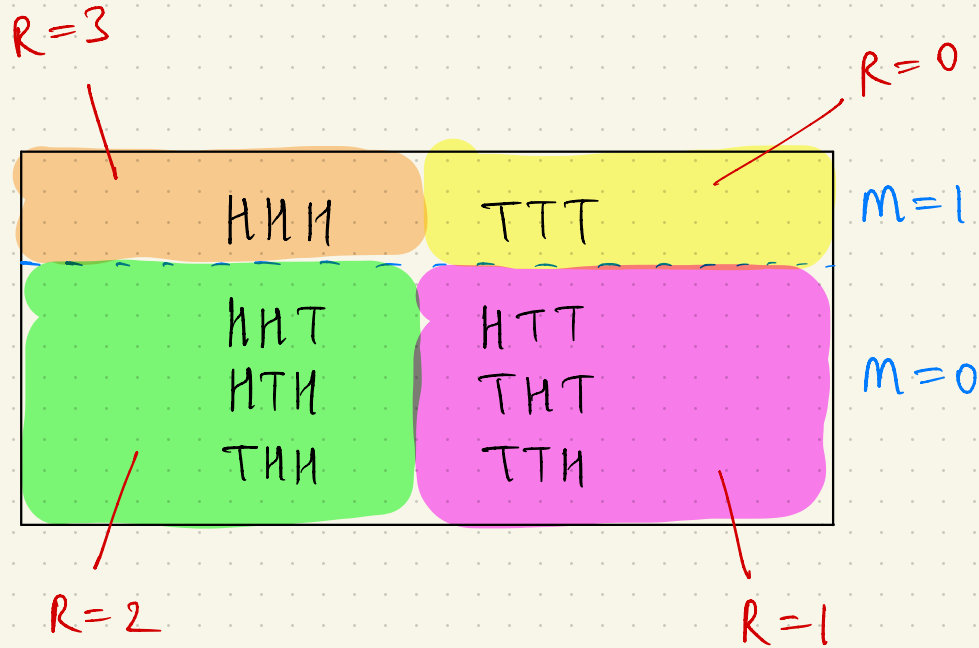 R = 3
R = 0
HHH TTT
M = 1
HHT HTT
HTH THT
M = 0
THH TTH
R = 2
R = 1